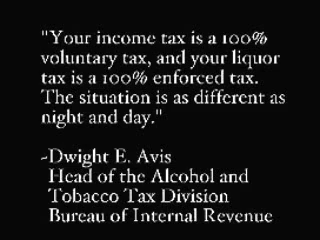 "Your income tax is a 100%
voluntary tax, and your liquor
tax is a 100% enforced tax.
The situation is as different as
night and day."
~Dwight E. Avis
Head of the Alcohol and
Tobacco Tax Division
Bureau of Internal Revenue